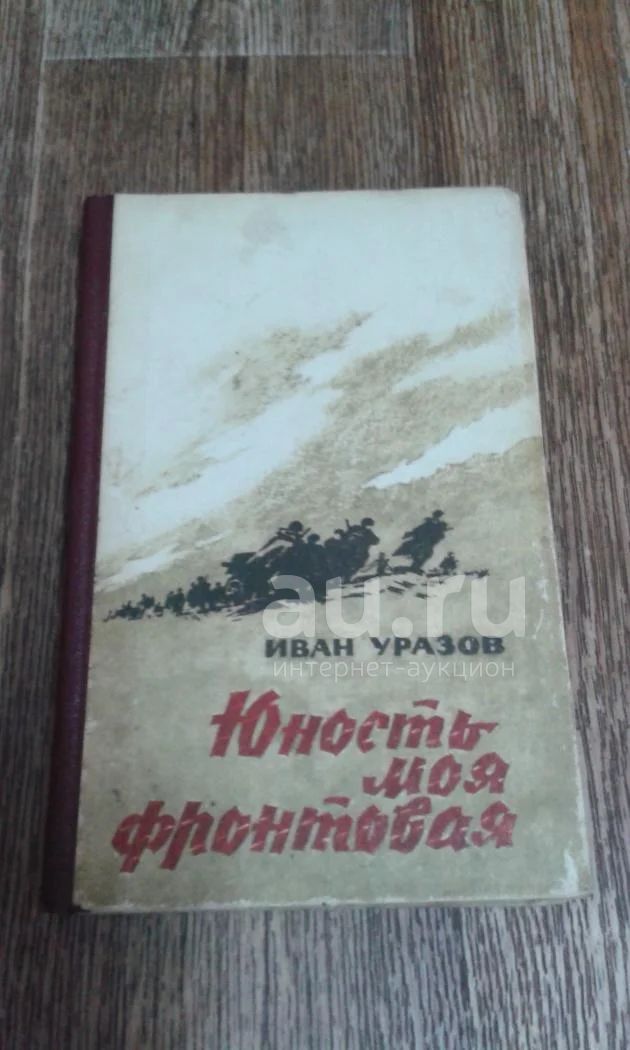 au.ru
ИНТЕРНЕТ-АУКЦИОН
ИВАН УРАЗОВ
Юность
моя
фронтовая